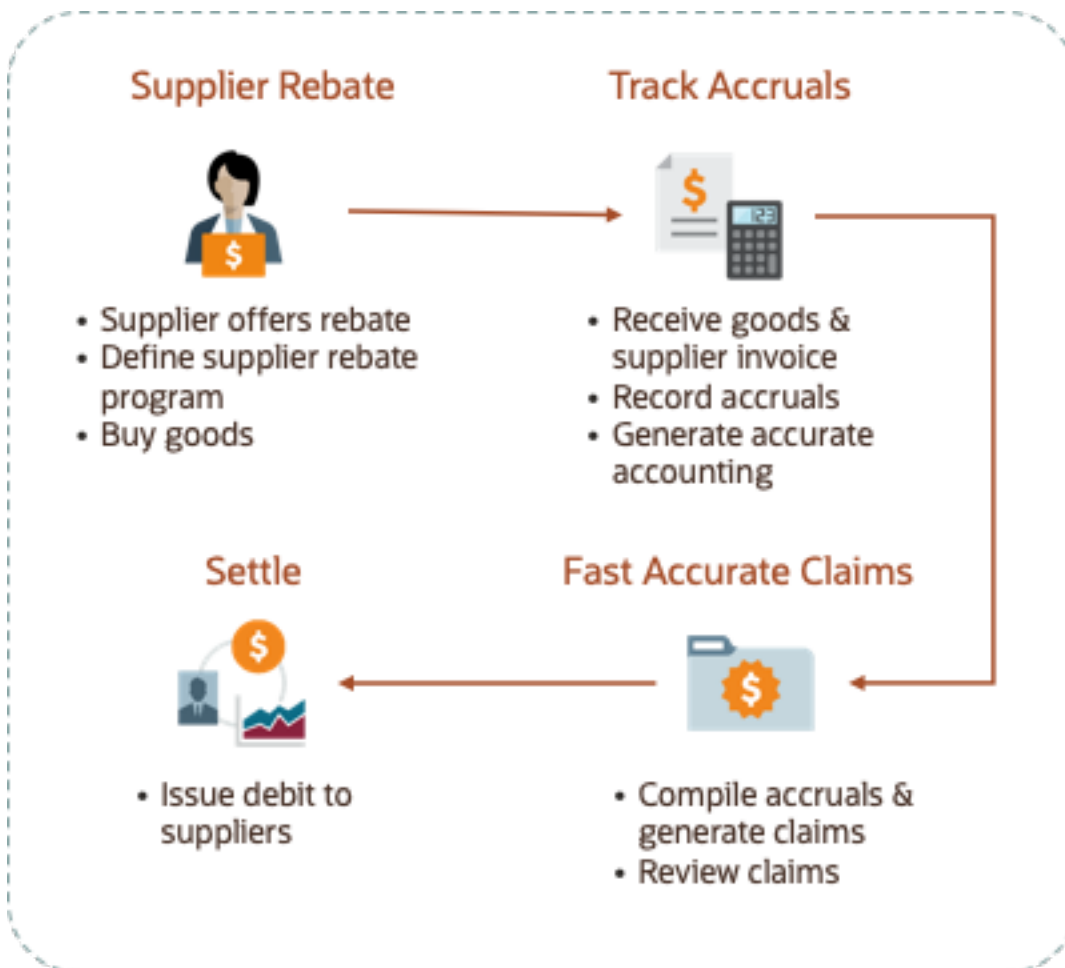 Supplier Rebate
$
• Supplier offers rebate
• Define supplier rebate
program
• Buy goods
Track Accruals
$
123
• Receive goods &
supplier invoice
• Record accruals
• Generate accurate
accounting
Fast Accurate Claims
$
• Compile accruals &
generate claims
• Review claims
Settle
$
• Issue debit to
suppliers